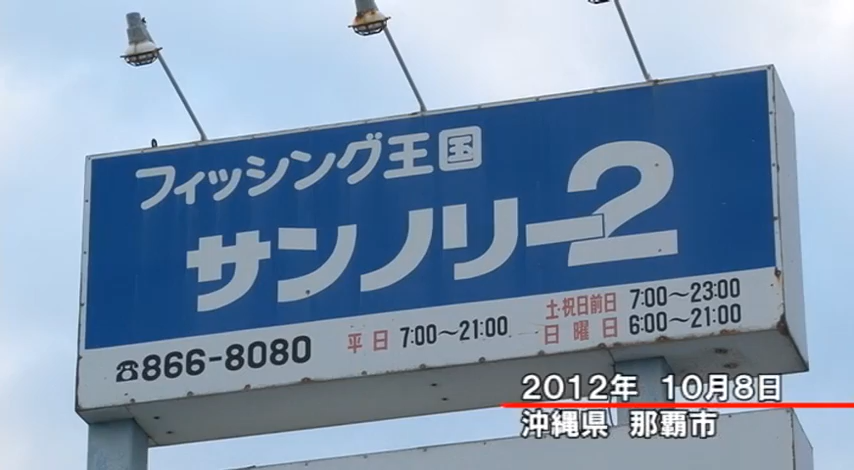 フィッシング王国
サンノリー2
☎866-8080
平日 7:00〜21:00
土・祝日前日 7:00〜23:00
日曜日 6:00〜21:00
2012年 10月8日
沖縄県 那覇市